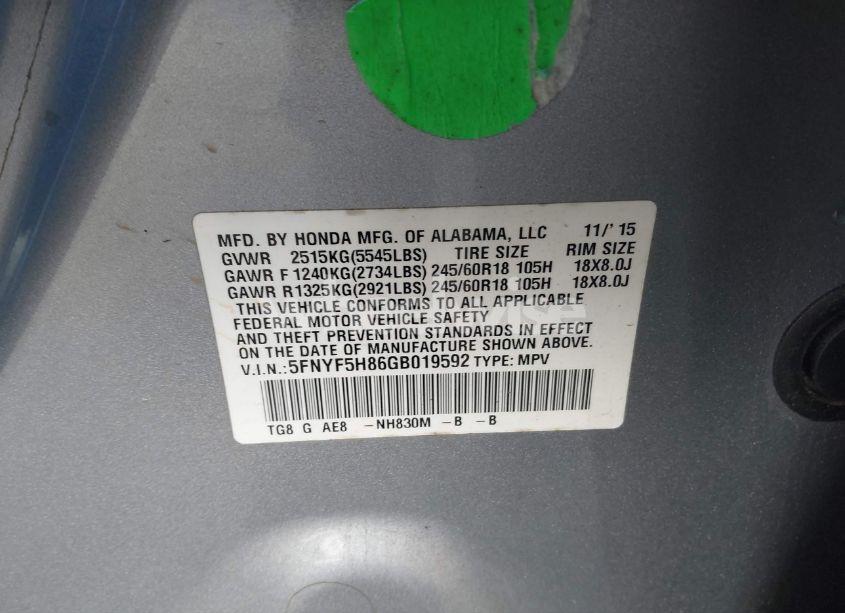 MFD. BY HONDA MFG. OF ALABAMA, LLC 11/' 15
GVWR 2515KG(5545LBS) TIRE SIZE RIM SIZE
GAWR F 1240KG(2734LBS) 245/60R18 105H 18X8.0J
GAWR R1325KG(2921LBS) 245/60R18 105H 18X8.0J
THIS VEHICLE CONFORMS TO ALL APPLICABLE
FEDERAL MOTOR VEHICLE SAFETY
AND THEFT PREVENTION STANDARDS IN EFFECT
ON THE DATE OF MANUFACTURE SHOWN ABOVE.
V.I.N.:5FNYF5H86GB019592 TYPE: MPV
TG8 G AE8 -NH830M -B -B